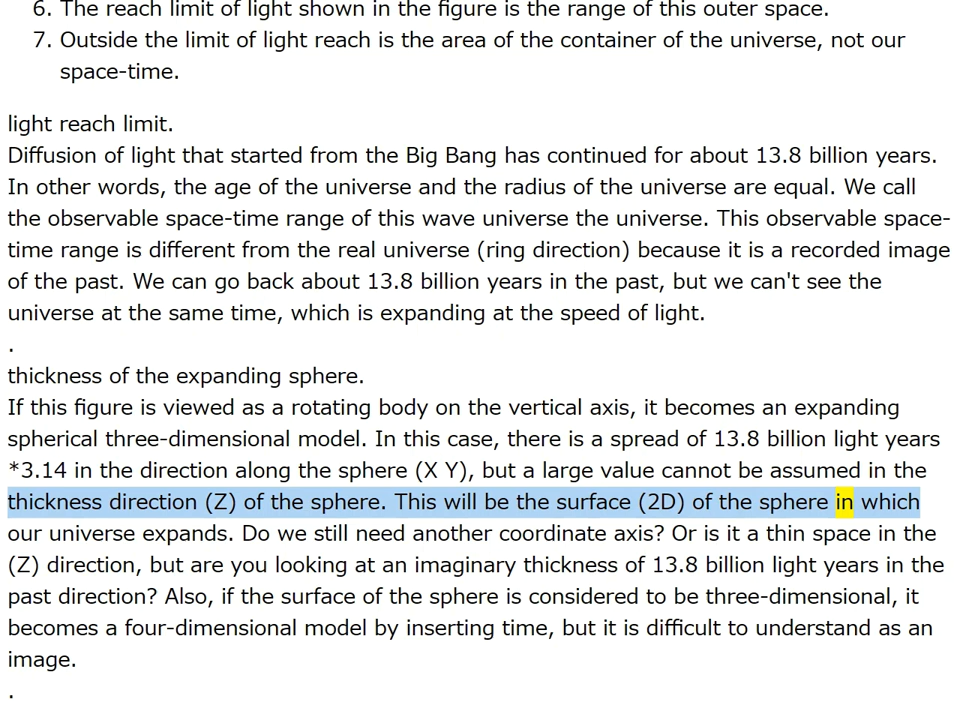 6. The reach limit of light shown in the figure is the range of this outer space.
7. Outside the limit of light reach is the area of the container of the universe, not our
space-time.
light reach limit.
Diffusion of light that started from the Big Bang has continued for about 13.8 billion years.
In other words, the age of the universe and the radius of the universe are equal. We call
the observable space-time range of this wave universe the universe. This observable space-
time range is different from the real universe (ring direction) because it is a recorded image
of the past. We can go back about 13.8 billion years in the past, but we can't see the
universe at the same time, which is expanding at the speed of light.
.
thickness of the expanding sphere.
If this figure is viewed as a rotating body on the vertical axis, it becomes an expanding
spherical three-dimensional model. In this case, there is a spread of 13.8 billion light years
*3.14 in the direction along the sphere (X Y), but a large value cannot be assumed in the
thickness direction (Z) of the sphere. This will be the surface (2D) of the sphere in which
our universe expands. Do we still need another coordinate axis? Or is it a thin space in the
(Z) direction, but are you looking at an imaginary thickness of 13.8 billion light years in the
past direction? Also, if the surface of the sphere is considered to be three-dimensional, it
becomes a four-dimensional model by inserting time, but it is difficult to understand as an
image.
.